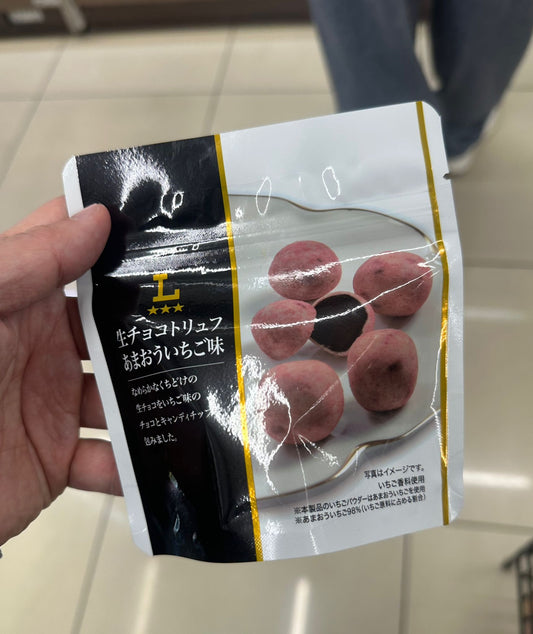 L
★★★
生チョコトリュフ
あまおういちご味
なめらかなくちどけの
生チョコをいちご味の
チョコとキャンディチップで
包みました。
写真はイメージです。
いちご香料使用
※本製品のいちごパウダーはあまおういちごを使用
※あまおういちご98%(いちご原料に占める割合)